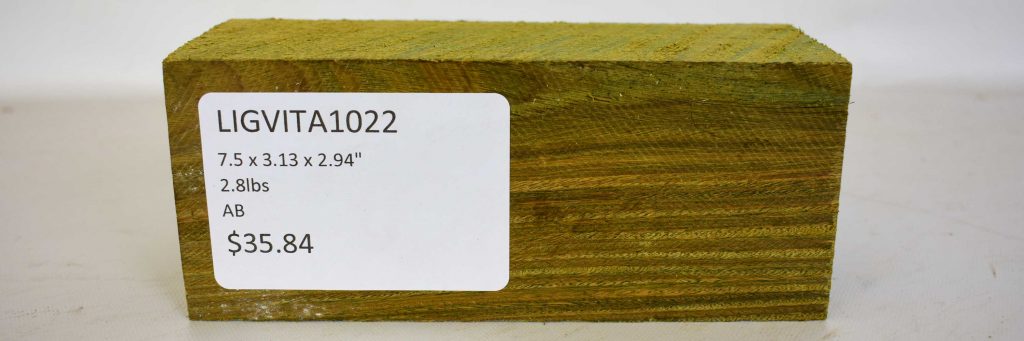 LIGVITA1022
7.5 x 3.13 x 2.94"
2.8lbs
AB
$35.84